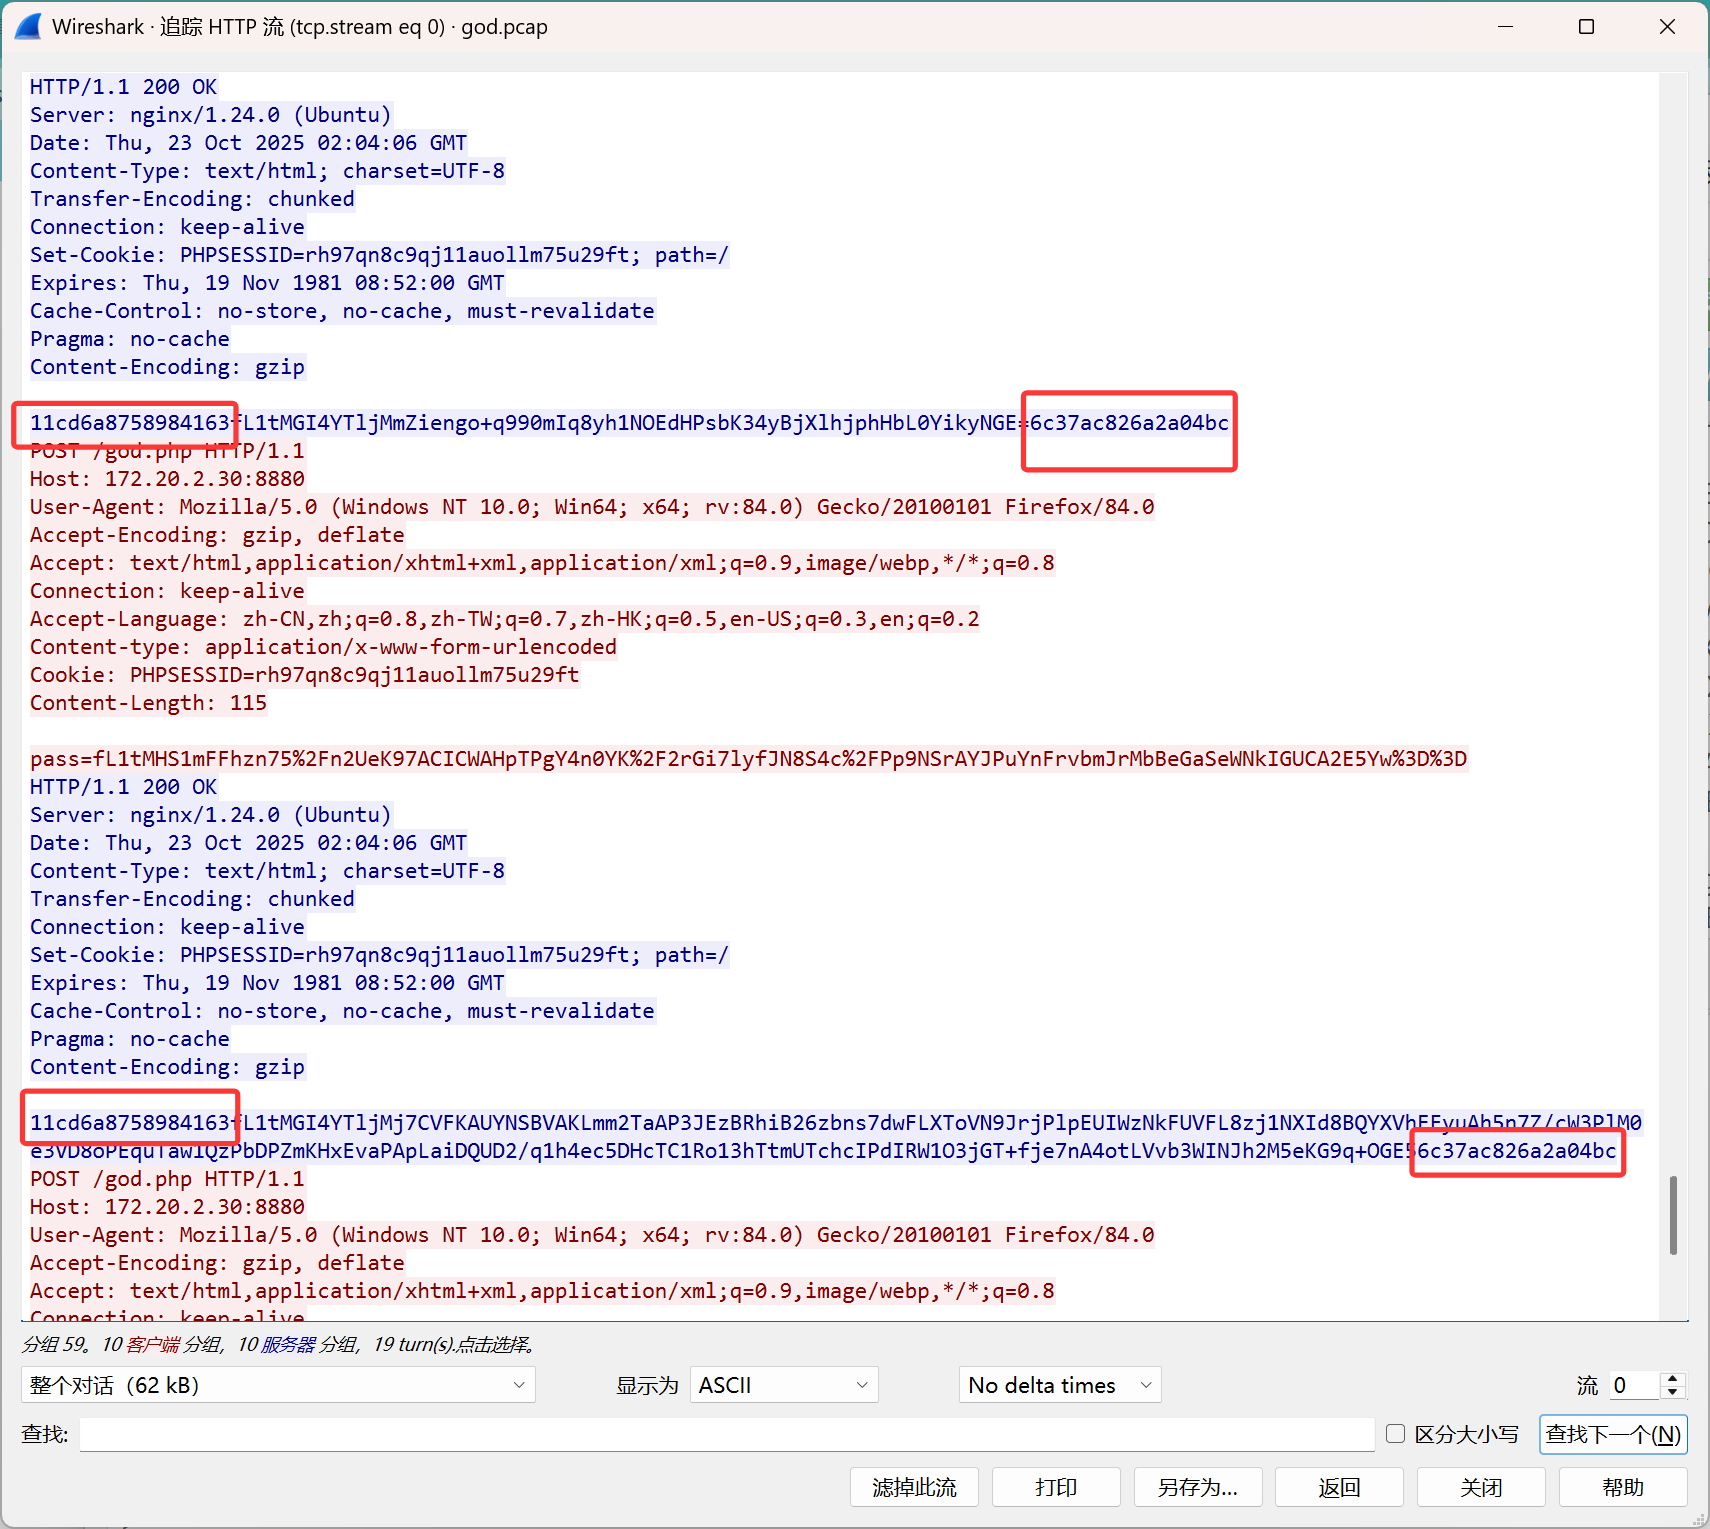 Wireshark · 追踪 HTTP 流 (tcp.stream eq 0) · god.pcap
HTTP/1.1 200 OK
Server: nginx/1.24.0 (Ubuntu)
Date: Thu, 23 Oct 2025 02:04:06 GMT
Content-Type: text/html; charset=UTF-8
Transfer-Encoding: chunked
Connection: keep-alive
Set-Cookie: PHPSESSID=rh97qn8c9qj11auollm75u29ft; path=/
Expires: Thu, 19 Nov 1981 08:52:00 GMT
Cache-Control: no-store, no-cache, must-revalidate
Pragma: no-cache
Content-Encoding: gzip
11cd6a8758984163fL1tMGI4YTljMmZiengo+q990mIq8yh1NOEdHPsbK34yBjXlhjphHbL0YikyNGE=6c37ac826a2a04bc
POST /god.php HTTP/1.1
Host: 172.20.2.30:8880
User-Agent: Mozilla/5.0 (Windows NT 10.0; Win64; x64; rv:84.0) Gecko/20100101 Firefox/84.0
Accept-Encoding: gzip, deflate
Accept: text/html,application/xhtml+xml,application/xml;q=0.9,image/webp,*/*;q=0.8
Connection: keep-alive
Accept-Language: zh-CN,zh;q=0.8,zh-TW;q=0.7,zh-HK;q=0.5,en-US;q=0.3,en;q=0.2
Content-type: application/x-www-form-urlencoded
Cookie: PHPSESSID=rh97qn8c9qj11auollm75u29ft
Content-Length: 115
pass=fL1tMHS1mFFhzn75%2Fn2UeK97ACICWAHpTPgY4n0YK%2F2rGi7lyfJN8S4c%2FPp9NSrAYJPuYnFrvbmJrMbBeGaSeWNkIGUCA2E5Yw%3D%3D
HTTP/1.1 200 OK
Server: nginx/1.24.0 (Ubuntu)
Date: Thu, 23 Oct 2025 02:04:06 GMT
Content-Type: text/html; charset=UTF-8
Transfer-Encoding: chunked
Connection: keep-alive
Set-Cookie: PHPSESSID=rh97qn8c9qj11auollm75u29ft; path=/
Expires: Thu, 19 Nov 1981 08:52:00 GMT
Cache-Control: no-store, no-cache, must-revalidate
Pragma: no-cache
Content-Encoding: gzip
11cd6a8758984163fL1tMGI4YTljMj7CVFKAUYNSBVAKLmm2TaAP3JEzBRhiB26zbns7dwFLXToVN9JrjPlpEUIWzNkFUVFL8zj1NXId8BQYXVhEEyuAh5n7Z/cW3PlM0
e3VD8oPEquTaw1QzPbDPZmKHxEvaPApLaiDQUD2/q1h4ec5DHcTC1Ro13hTtmUTchcIPdIRW1O3jGT+fje7nA4otLVvb3WINJh2M5eKG9q+OGE56c37ac826a2a04bc
POST /god.php HTTP/1.1
Host: 172.20.2.30:8880
User-Agent: Mozilla/5.0 (Windows NT 10.0; Win64; x64; rv:84.0) Gecko/20100101 Firefox/84.0
Accept-Encoding: gzip, deflate
Accept: text/html,application/xhtml+xml,application/xml;q=0.9,image/webp,*/*;q=0.8
Connection: keep-alive
分组 59。10 客户端 分组，10 服务器 分组，19 turn(s).点击选择。
整个对话（62 kB） 显示为 ASCII No delta times 流 0
查找: 区分大小写 查找下一个(N)
滤掉此流 打印 另存为… 返回 关闭 帮助